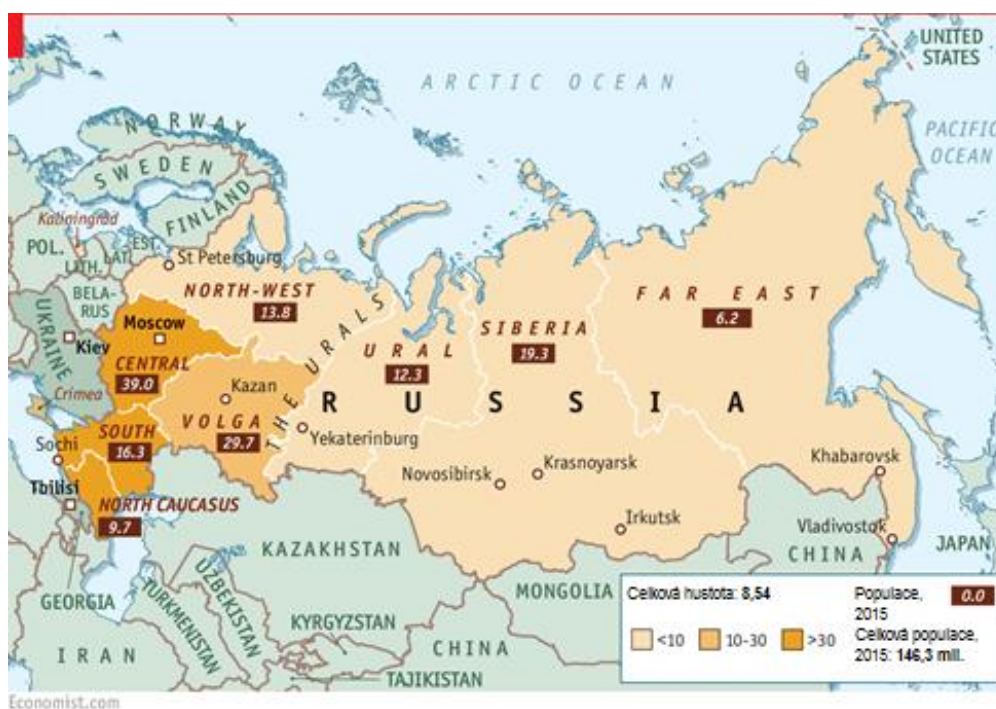 UNITED
STATES
ARCTIC OCEAN
PACIFIC
OCEAN
NORWAY
SWEDEN
FINLAND
Kaliningrad
POL.
EST.
LAT.
LITH.
St Petersburg
BELA-
RUS
NORTH-WEST
13.8
FAR EAST
6.2
SIBERIA
19.3
URAL
12.3
THE URALS
UKRAINE
Moscow
Kiev
CENTRAL
39.0
Kazan
Crimea
RUSSIA
VOLGA
29.7
Yekaterinburg
SOUTH
16.3
Sochi
Novosibirsk
Krasnoyarsk
Khabarovsk
Tbilisi
NORTH CAUCASUS
9.7
Irkutsk
Vladivostok
KAZAKHSTAN
CHINA
JAPAN
MONGOLIA
GEORGIA
TURKMENISTAN
UZBEKISTAN
KYRGYZSTAN
IRAN
CHINA
TAJIKISTAN
Celková hustota: 8,54
<10
10-30
>30
Populace,
2015
0.0
Celková populace,
2015: 146,3 mil.
Economist.com